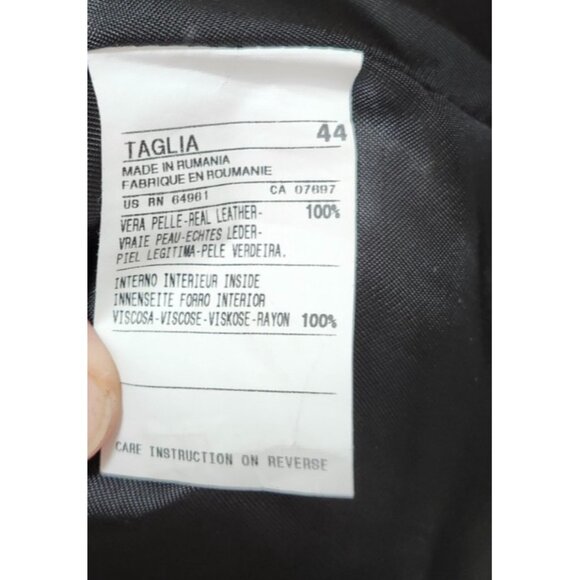 TAGLIA 44
MADE IN RUMANIA
FABRIQUE EN ROUMANIE
US RN 64961 CA 07697
VERA PELLE-REAL LEATHER- 100%
VRAIE PEAU-ECHTES LEDER-
PIEL LEGITIMA-PELE VERDEIRA.
INTERNO INTERIEUR INSIDE
INNENSEITE FORRO INTERIOR
VISCOSA-VISCOSE-VISKOSE-RAYON 100%
CARE INSTRUCTION ON REVERSE